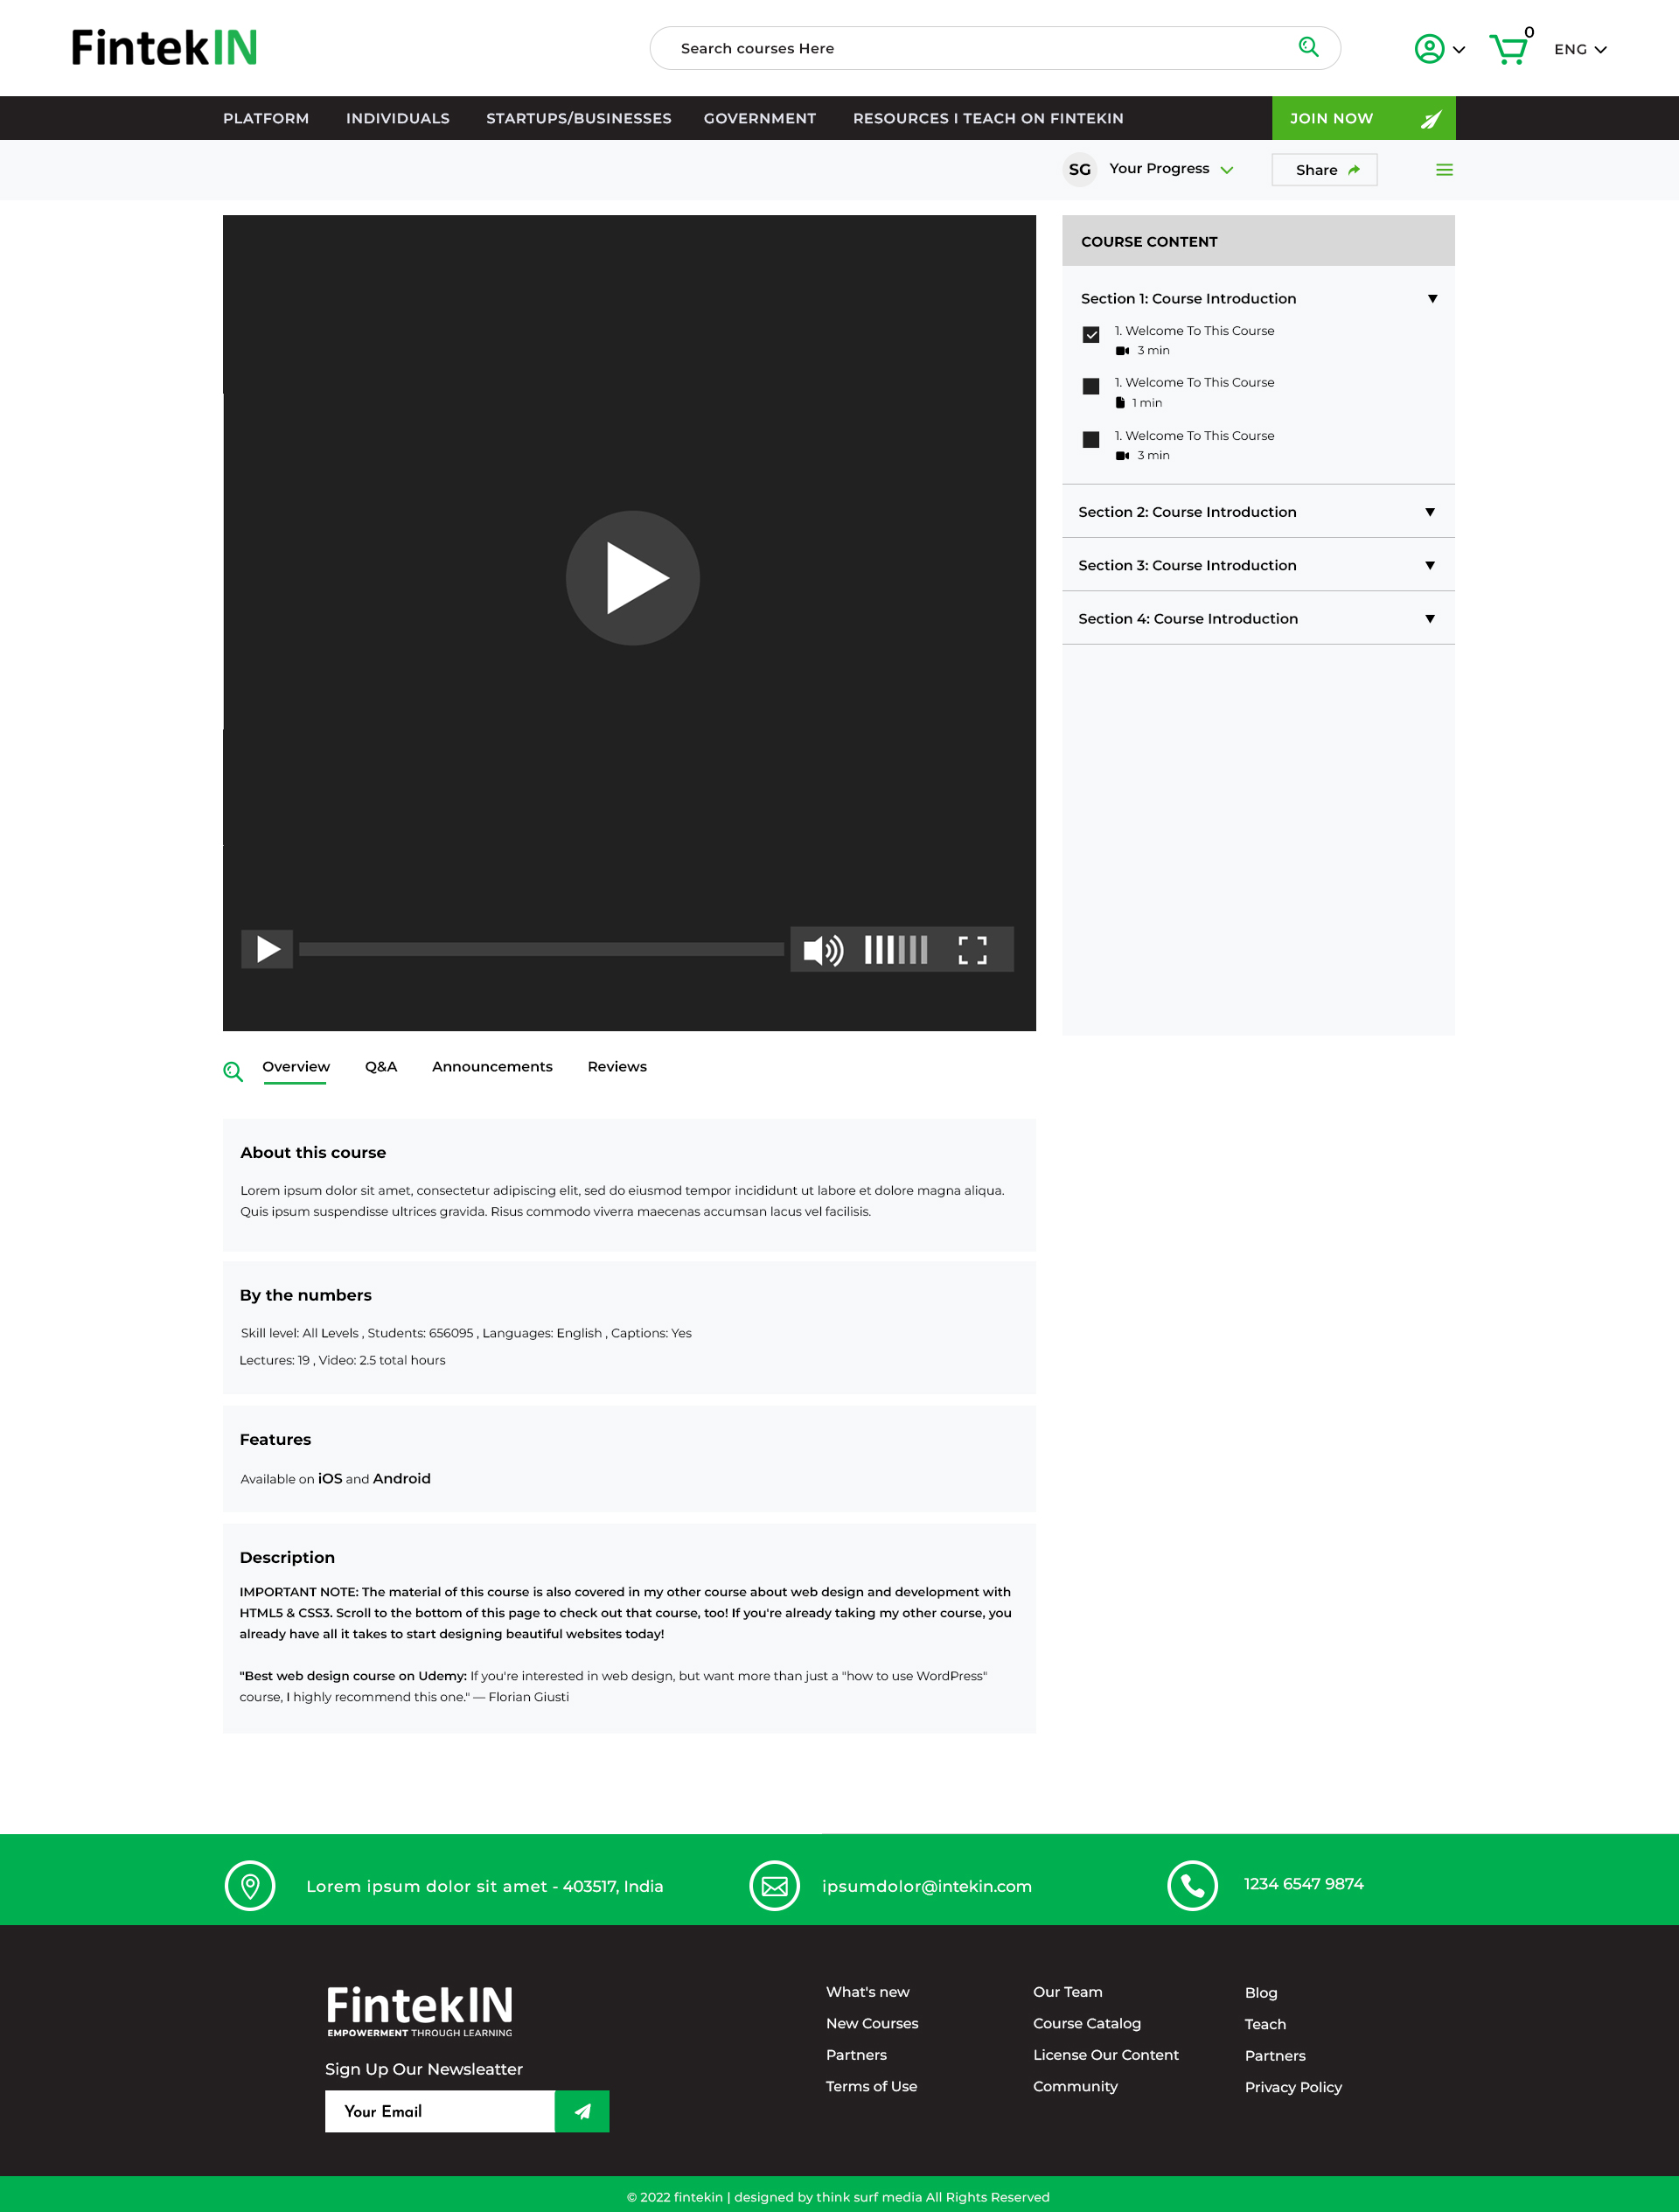 FintekIN
Search courses Here
0
ENG
PLATFORM INDIVIDUALS STARTUPS/BUSINESSES GOVERNMENT RESOURCES I TEACH ON FINTEKIN JOIN NOW
SG Your Progress Share
COURSE CONTENT
Section 1: Course Introduction
1. Welcome To This Course
3 min
1. Welcome To This Course
1 min
1. Welcome To This Course
3 min
Section 2: Course Introduction
Section 3: Course Introduction
Section 4: Course Introduction
Overview Q&A Announcements Reviews
About this course
Lorem ipsum dolor sit amet, consectetur adipiscing elit, sed do eiusmod tempor incididunt ut labore et dolore magna aliqua.
Quis ipsum suspendisse ultrices gravida. Risus commodo viverra maecenas accumsan lacus vel facilisis.
By the numbers
Skill level: All Levels , Students: 656095 , Languages: English , Captions: Yes
Lectures: 19 , Video: 2.5 total hours
Features
Available on iOS and Android
Description
IMPORTANT NOTE: The material of this course is also covered in my other course about web design and development with
HTML5 & CSS3. Scroll to the bottom of this page to check out that course, too! If you're already taking my other course, you
already have all it takes to start designing beautiful websites today!
"Best web design course on Udemy: If you're interested in web design, but want more than just a "how to use WordPress"
course, I highly recommend this one." — Florian Giusti
Lorem ipsum dolor sit amet - 403517, India
ipsumdolor@intekin.com
1234 6547 9874
FintekIN
EMPOWERMENT THROUGH LEARNING
Sign Up Our Newsleatter
Your Email
What's new
New Courses
Partners
Terms of Use
Our Team
Course Catalog
License Our Content
Community
Blog
Teach
Partners
Privacy Policy
© 2022 fintekin | designed by think surf media All Rights Reserved